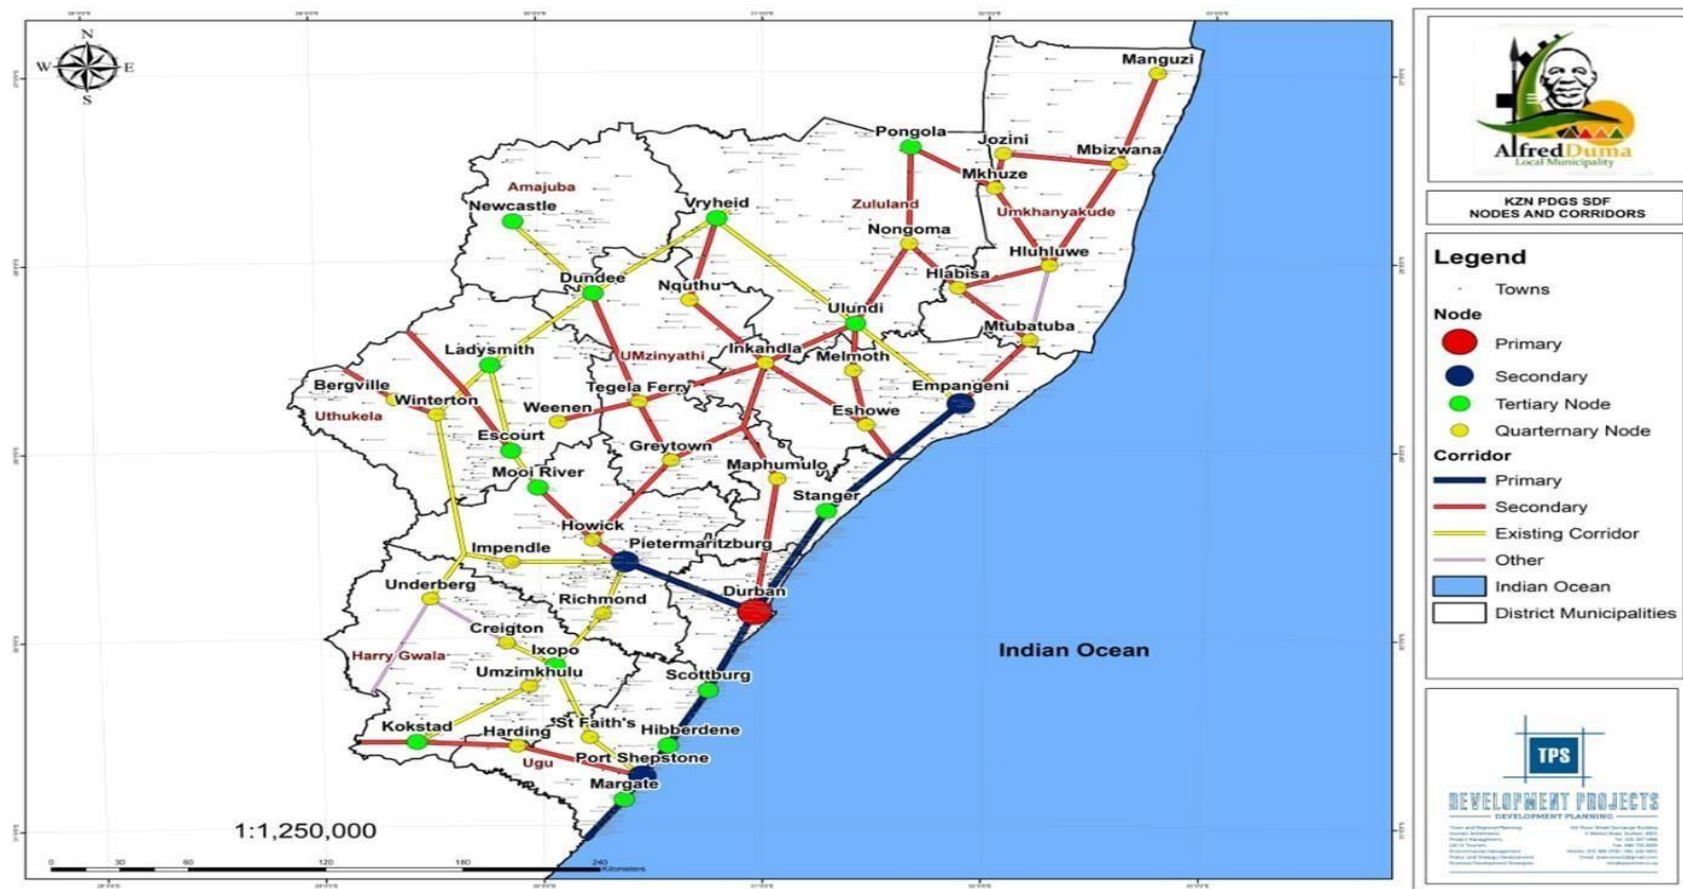 N
W
E
S
Manguzi
Pongola
Jozini
Mbizwana
Mkhuze
Amajuba
Newcastle
Vryheid
Zululand
Umkhanyakude
Nongoma
Hluhluwe
Hlabisa
Dundee
Nquthu
Ulundi
Mtubatuba
Ladysmith
UMzinyathi
Inkandla
Melmoth
Bergville
Tegela Ferry
Empangeni
Winterton
Uthukela
Weenen
Eshowe
Escourt
Greytown
Mooi River
Maphumulo
Stanger
Howick
Impendle
Pietermaritzburg
Underberg
Richmond
Durban
Creigton
Harry Gwala
Ixopo
Umzimkhulu
Scottburg
Indian Ocean
Kokstad
Harding
St Faith's
Hibberdene
Ugu
Port Shepstone
Margate
1:1,250,000
0 30 60 120 180 240
Kilometers
AlfredDuma
Local Municipality
KZN PDGS SDF
NODES AND CORRIDORS
Legend
Towns
Node
Primary
Secondary
Tertiary Node
Quarternary Node
Corridor
Primary
Secondary
Existing Corridor
Other
Indian Ocean
District Municipalities
TPS
DEVELOPMENT PROJECTS
DEVELOPMENT PLANNING